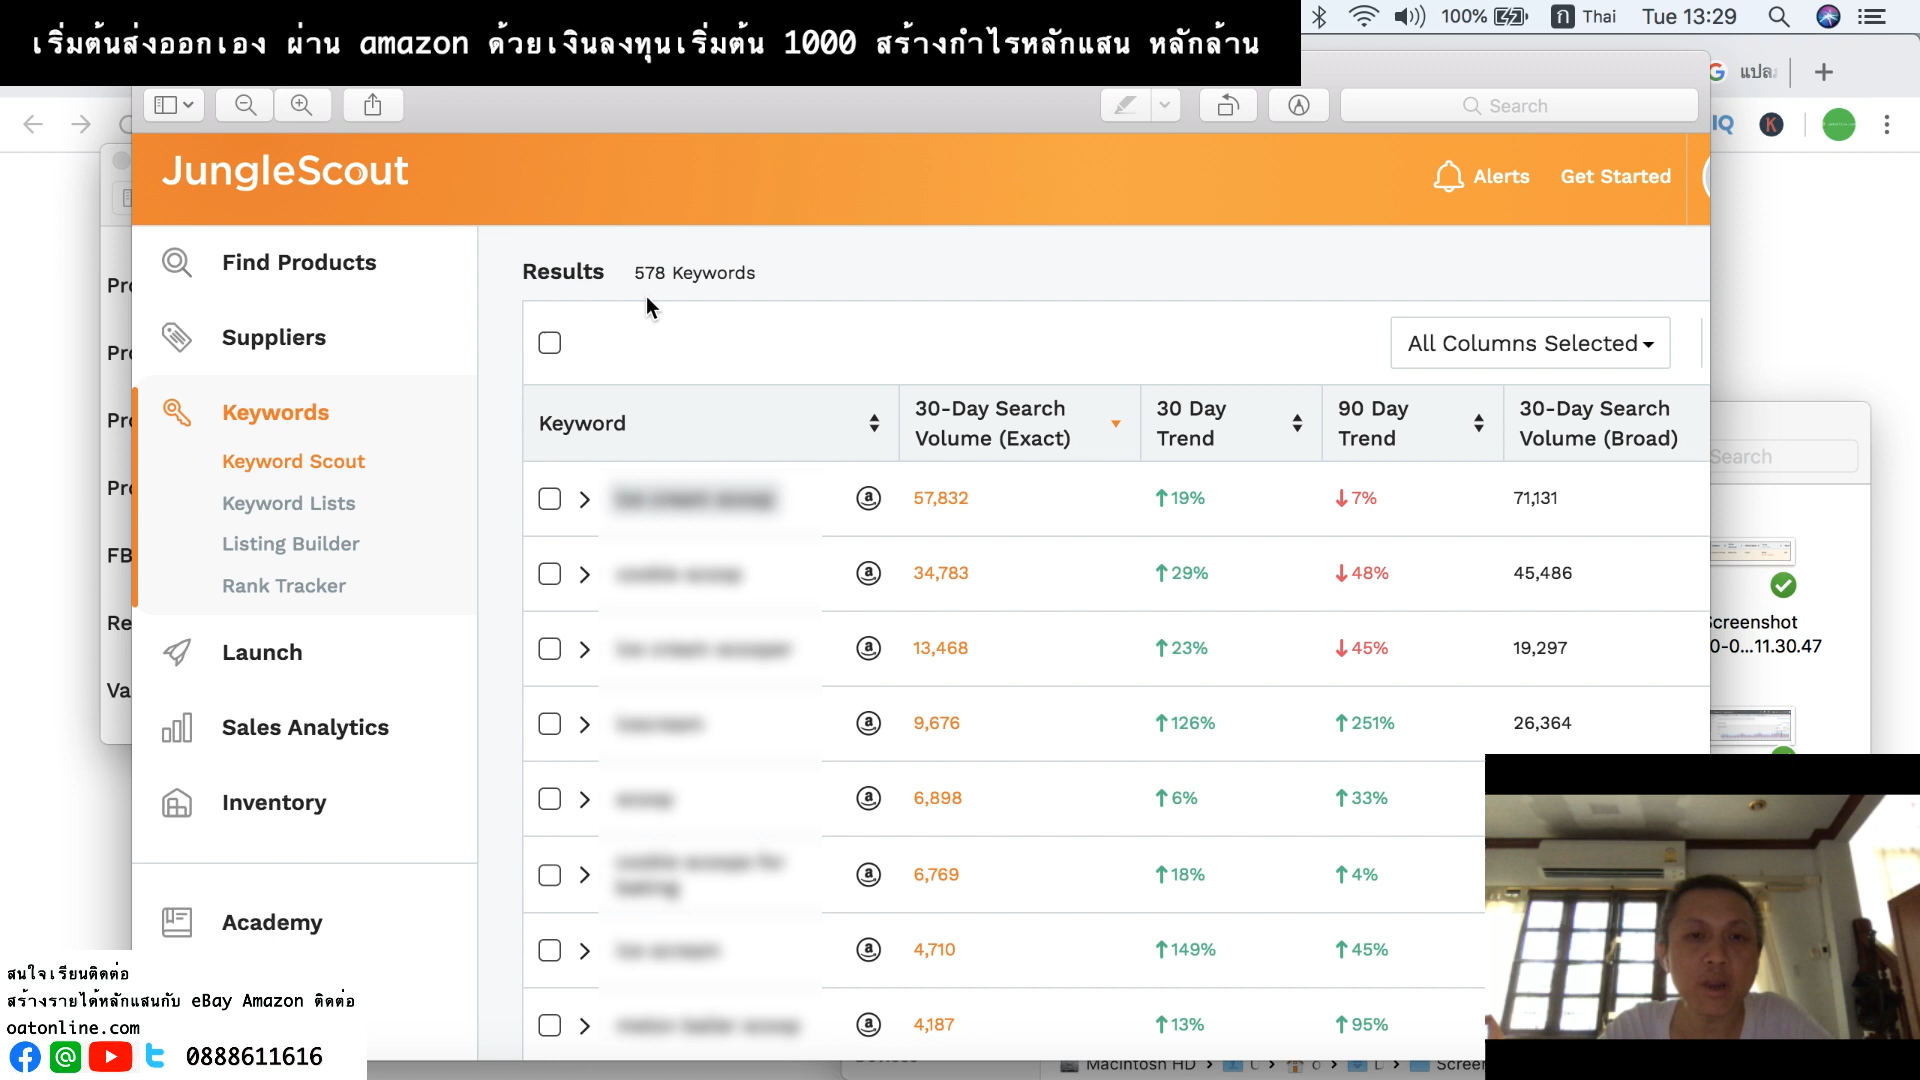 เริ่มต้นส่งออกเอง ผ่าน amazon ด้วยเงินลงทุนเริ่มต้น 1000 สร้างกำไรหลักแสน หลักล้าน
100% ก Thai Tue 13:29
แปล
Search
IQ K
JungleScout
Alerts Get Started
Find Products
Suppliers
Keywords
Keyword Scout
Keyword Lists
Listing Builder
Rank Tracker
Launch
Sales Analytics
Inventory
Academy
Results 578 Keywords
All Columns Selected
Keyword 30-Day Search Volume (Exact) 30 Day Trend 90 Day Trend 30-Day Search Volume (Broad)
57,832 19% 7% 71,131
34,783 29% 48% 45,486
13,468 23% 45% 19,297
9,676 126% 251% 26,364
6,898 6% 33%
6,769 18% 4%
4,710 149% 45%
4,187 13% 95%
Search
Screenshot
0-0...11.30.47
Macintosh HD
สนใจเรียนติดต่อ
สร้างรายได้หลักแสนกับ eBay Amazon ติดต่อ
oatonline.com
0888611616